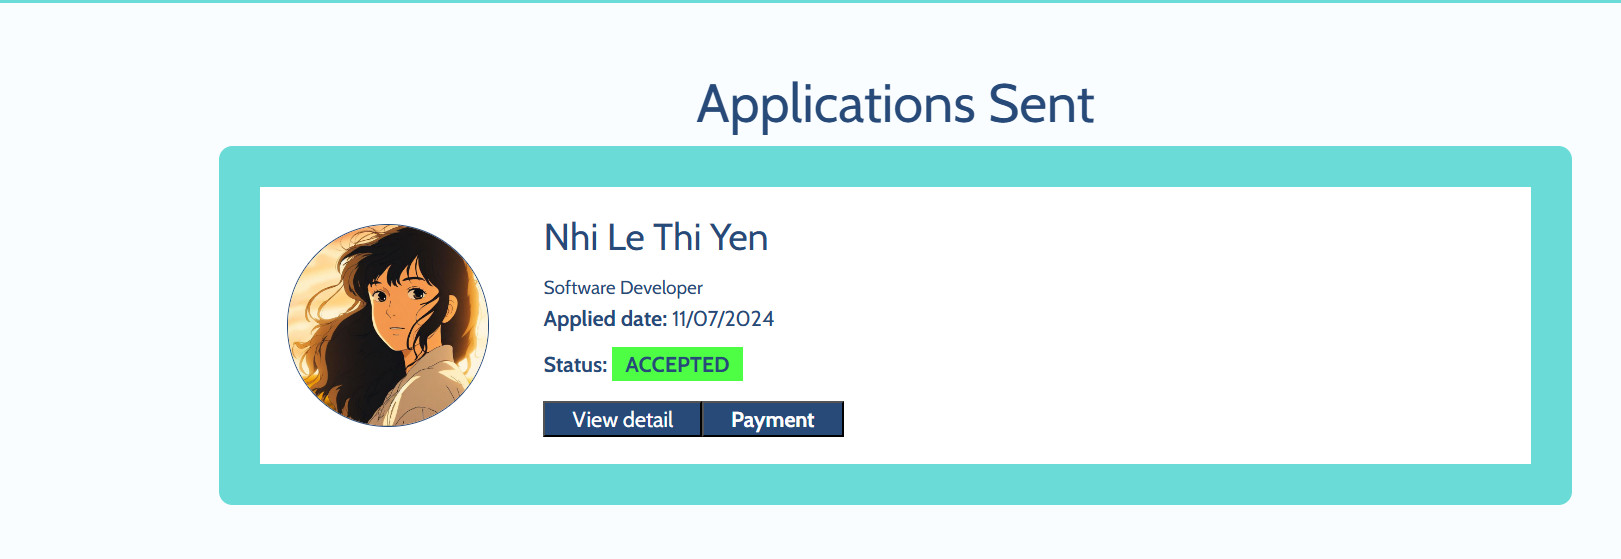 Applications Sent
Nhi Le Thi Yen
Software Developer
Applied date: 11/07/2024
Status: ACCEPTED
View detail Payment